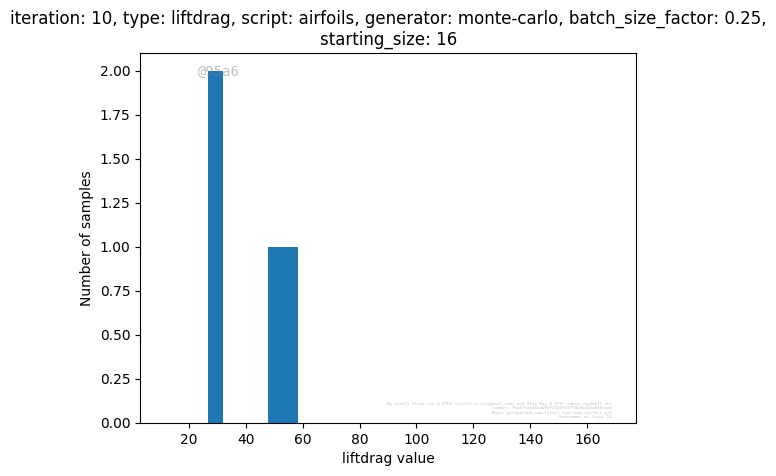 iteration: 10, type: liftdrag, script: airfoils, generator: monte-carlo, batch_size_factor: 0.25,
starting_size: 16
@95a6
2.00
1.75
1.50
1.25
1.00
0.75
0.50
0.25
0.00
Number of samples
20 40 60 80 100 120 140 160
liftdrag value